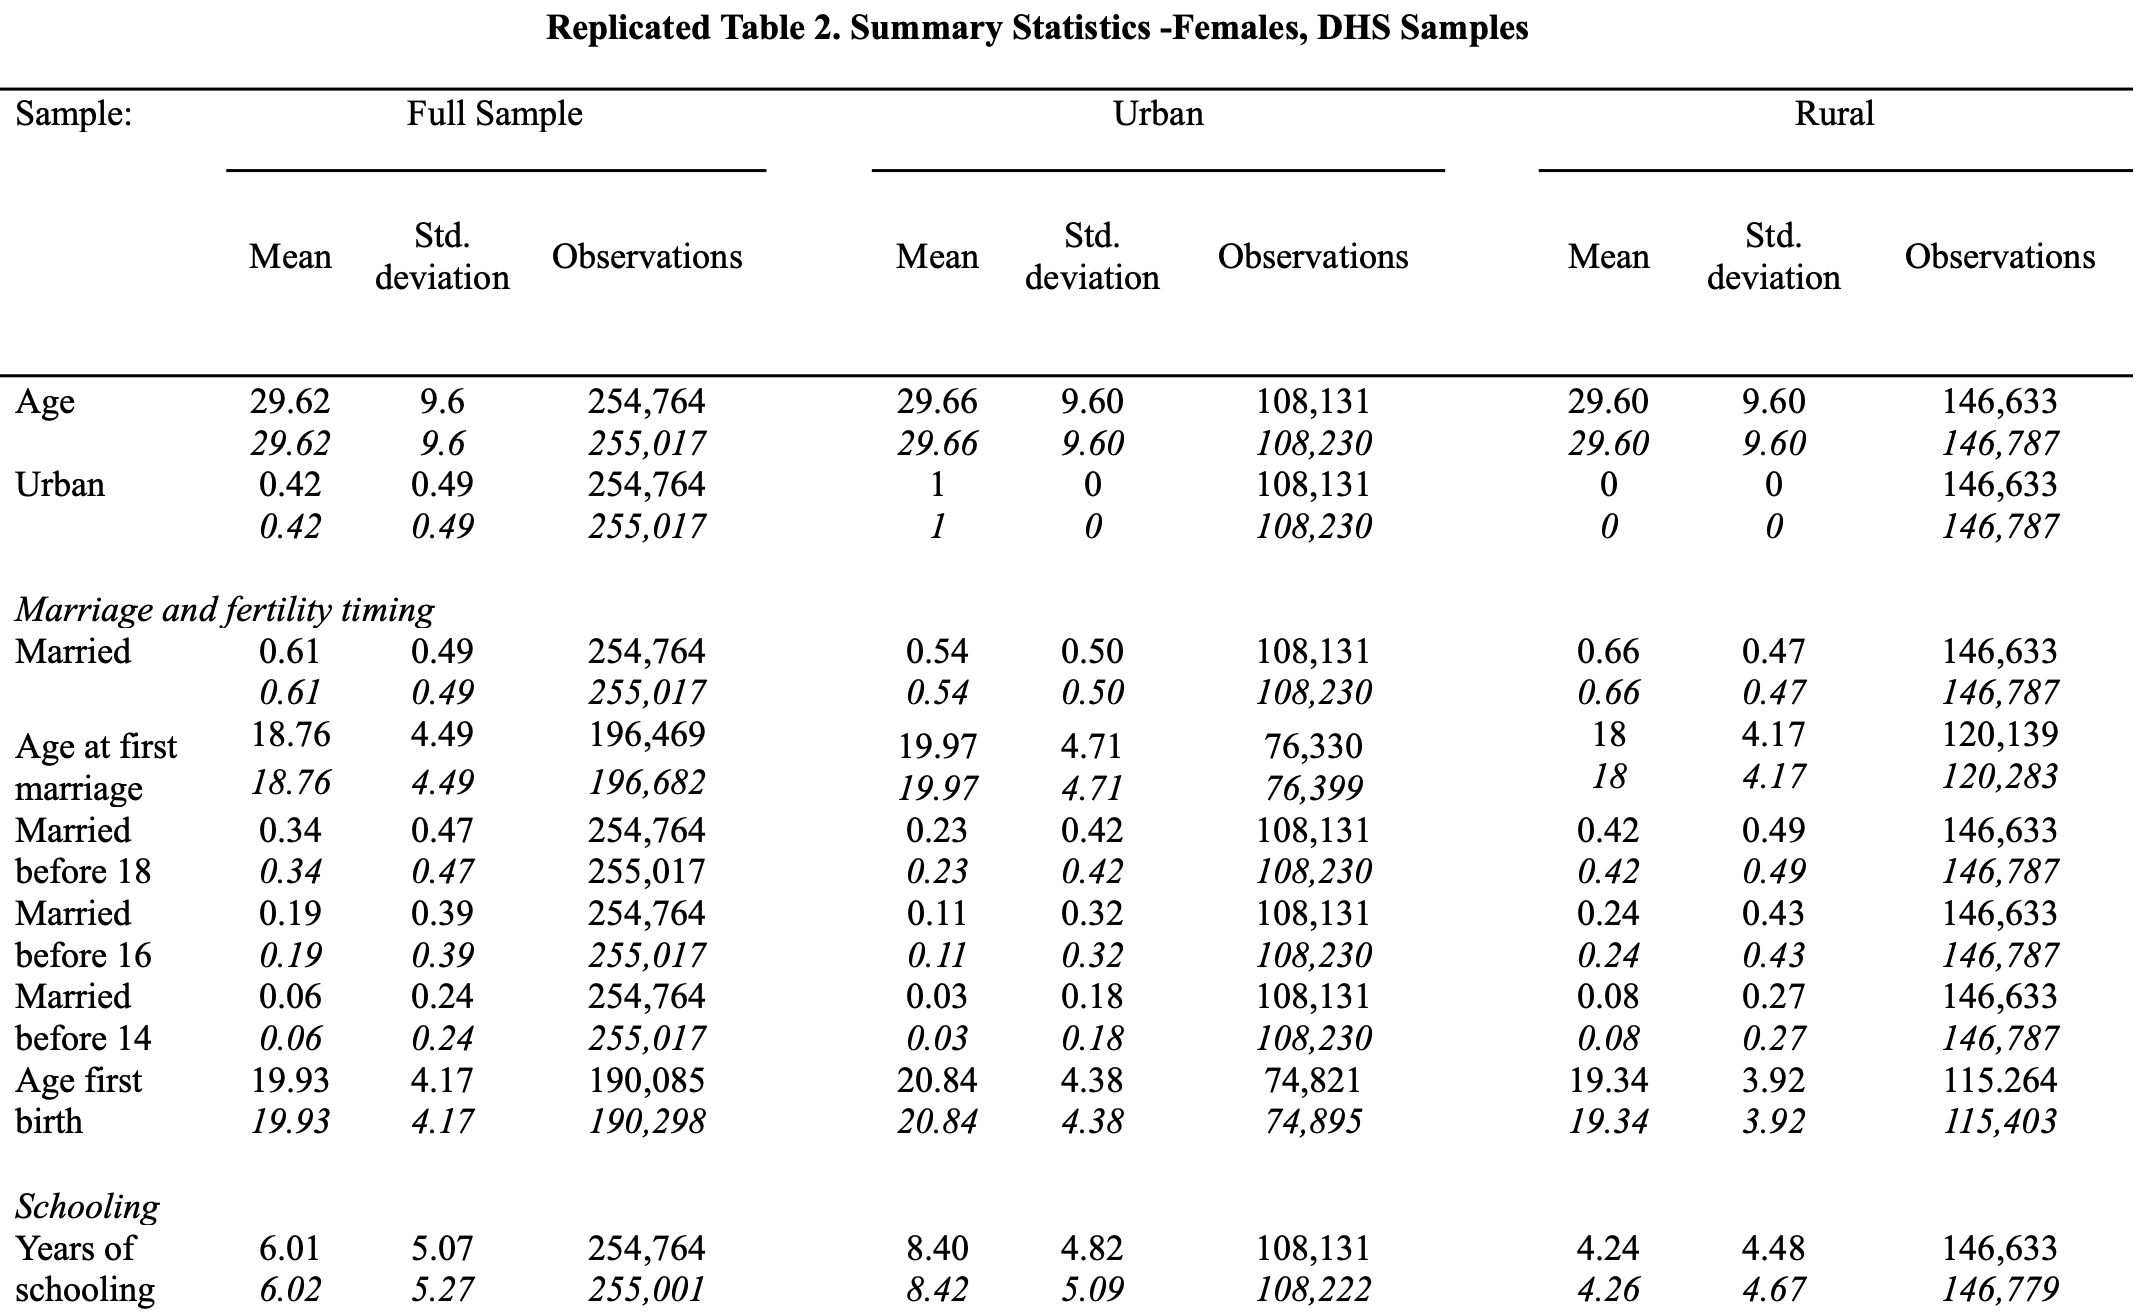 Replicated Table 2. Summary Statistics -Females, DHS Samples
Sample: Full Sample Urban Rural
Mean Std. deviation Observations Mean Std. deviation Observations Mean Std. deviation Observations
Age 29.62 9.6 254,764 29.66 9.60 108,131 29.60 9.60 146,633
29.62 9.6 255,017 29.66 9.60 108,230 29.60 9.60 146,787
Urban 0.42 0.49 254,764 1 0 108,131 0 0 146,633
0.42 0.49 255,017 1 0 108,230 0 0 146,787
Marriage and fertility timing
Married 0.61 0.49 254,764 0.54 0.50 108,131 0.66 0.47 146,633
0.61 0.49 255,017 0.54 0.50 108,230 0.66 0.47 146,787
Age at first 18.76 4.49 196,469 19.97 4.71 76,330 18 4.17 120,139
marriage 18.76 4.49 196,682 19.97 4.71 76,399 18 4.17 120,283
Married 0.34 0.47 254,764 0.23 0.42 108,131 0.42 0.49 146,633
before 18 0.34 0.47 255,017 0.23 0.42 108,230 0.42 0.49 146,787
Married 0.19 0.39 254,764 0.11 0.32 108,131 0.24 0.43 146,633
before 16 0.19 0.39 255,017 0.11 0.32 108,230 0.24 0.43 146,787
Married 0.06 0.24 254,764 0.03 0.18 108,131 0.08 0.27 146,633
before 14 0.06 0.24 255,017 0.03 0.18 108,230 0.08 0.27 146,787
Age first 19.93 4.17 190,085 20.84 4.38 74,821 19.34 3.92 115.264
birth 19.93 4.17 190,298 20.84 4.38 74,895 19.34 3.92 115,403
Schooling
Years of 6.01 5.07 254,764 8.40 4.82 108,131 4.24 4.48 146,633
schooling 6.02 5.27 255,001 8.42 5.09 108,222 4.26 4.67 146,779